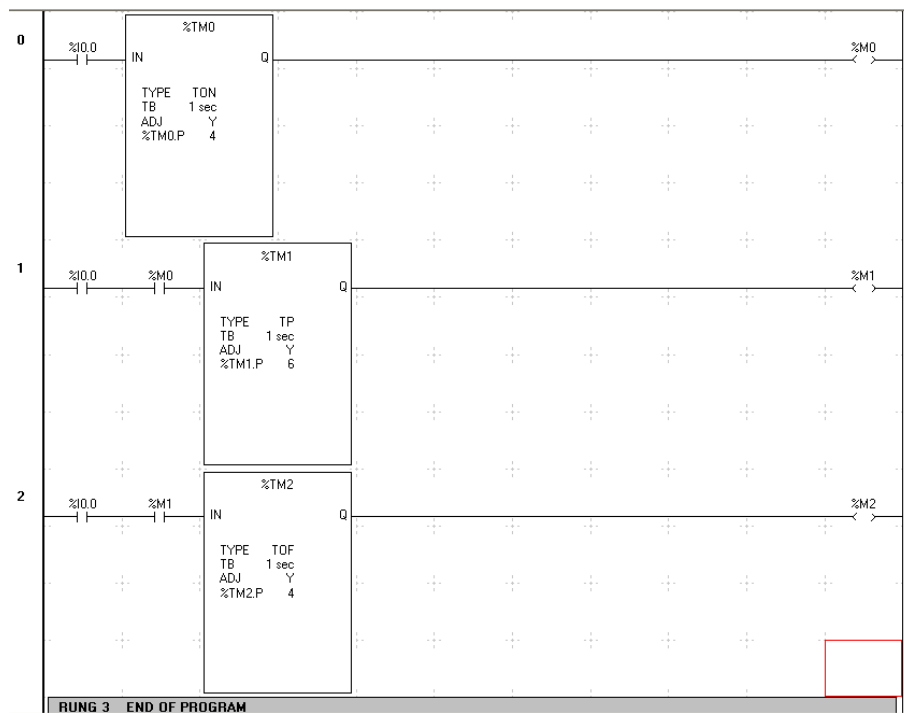 %TM0
0
%I0.0
%M0
IN Q
TYPE TON
TB 1 sec
ADJ Y
%TM0.P 4
%TM1
1
%I0.0 %M0
%M1
IN Q
TYPE TP
TB 1 sec
ADJ Y
%TM1.P 6
%TM2
2
%I0.0 %M1
%M2
IN Q
TYPE TOF
TB 1 sec
ADJ Y
%TM2.P 4
RUNG 3 END OF PROGRAM